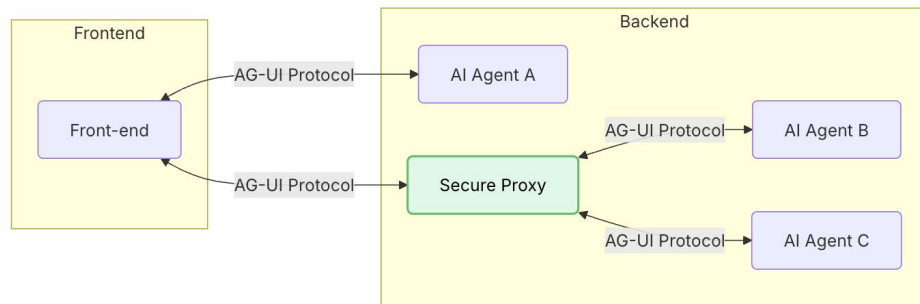 Frontend
Backend
AG-UI Protocol
AI Agent A
Front-end
AG-UI Protocol
AI Agent B
AG-UI Protocol
Secure Proxy
AG-UI Protocol
AI Agent C